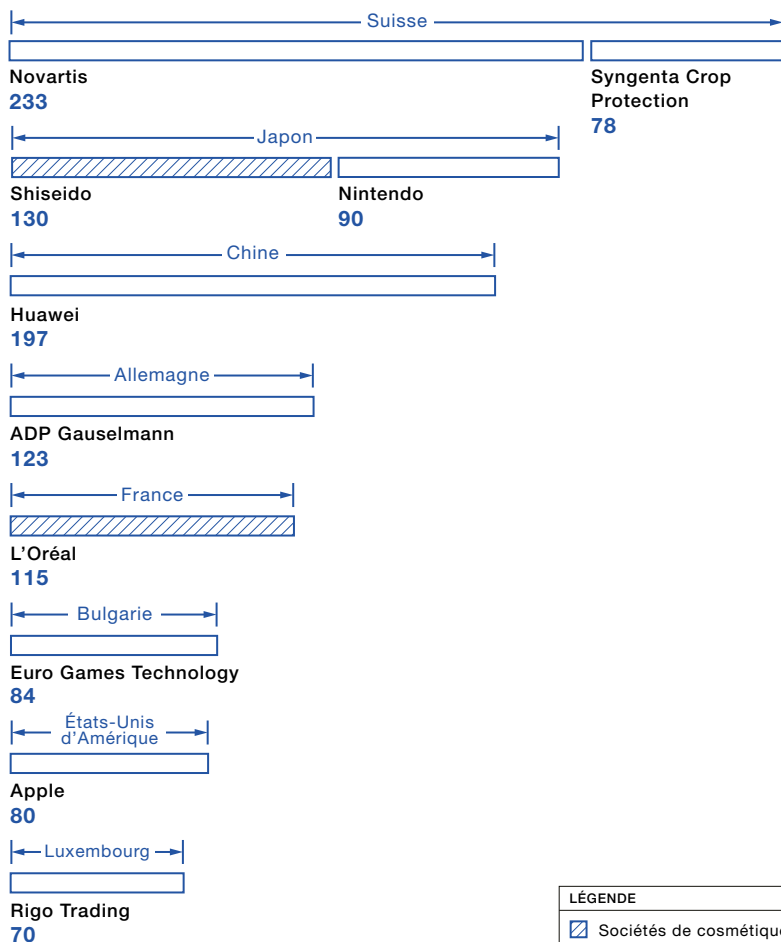 Suisse
Novartis
233
Syngenta Crop
Protection
78
Japon
Shiseido
130
Nintendo
90
Chine
Huawei
197
Allemagne
ADP Gauselmann
123
France
L’Oréal
115
Bulgarie
Euro Games Technology
84
États-Unis
d’Amérique
Apple
80
Luxembourg
Rigo Trading
70
LÉGENDE
Sociétés de cosmétique